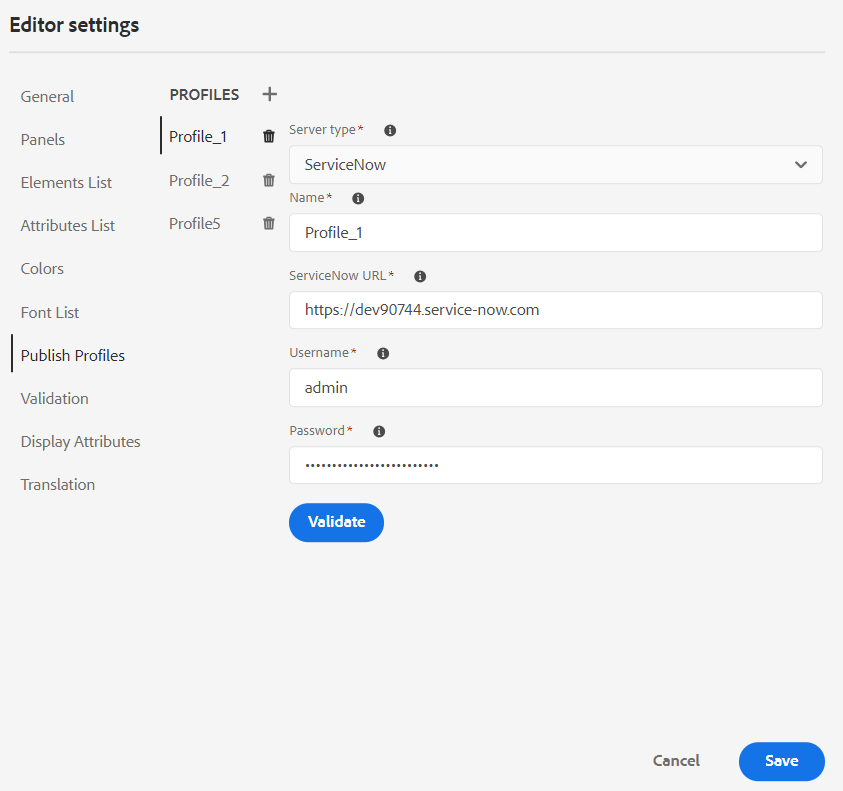 Editor settings
General
Panels
Elements List
Attributes List
Colors
Font List
Publish Profiles
Validation
Display Attributes
Translation
PROFILES
Profile_1
Profile_2
Profile5
Server type*
ServiceNow
Name*
Profile_1
ServiceNow URL*
https://dev90744.service-now.com
Username*
admin
Password*
•••••••••••••••••••••••••
Validate
Cancel
Save